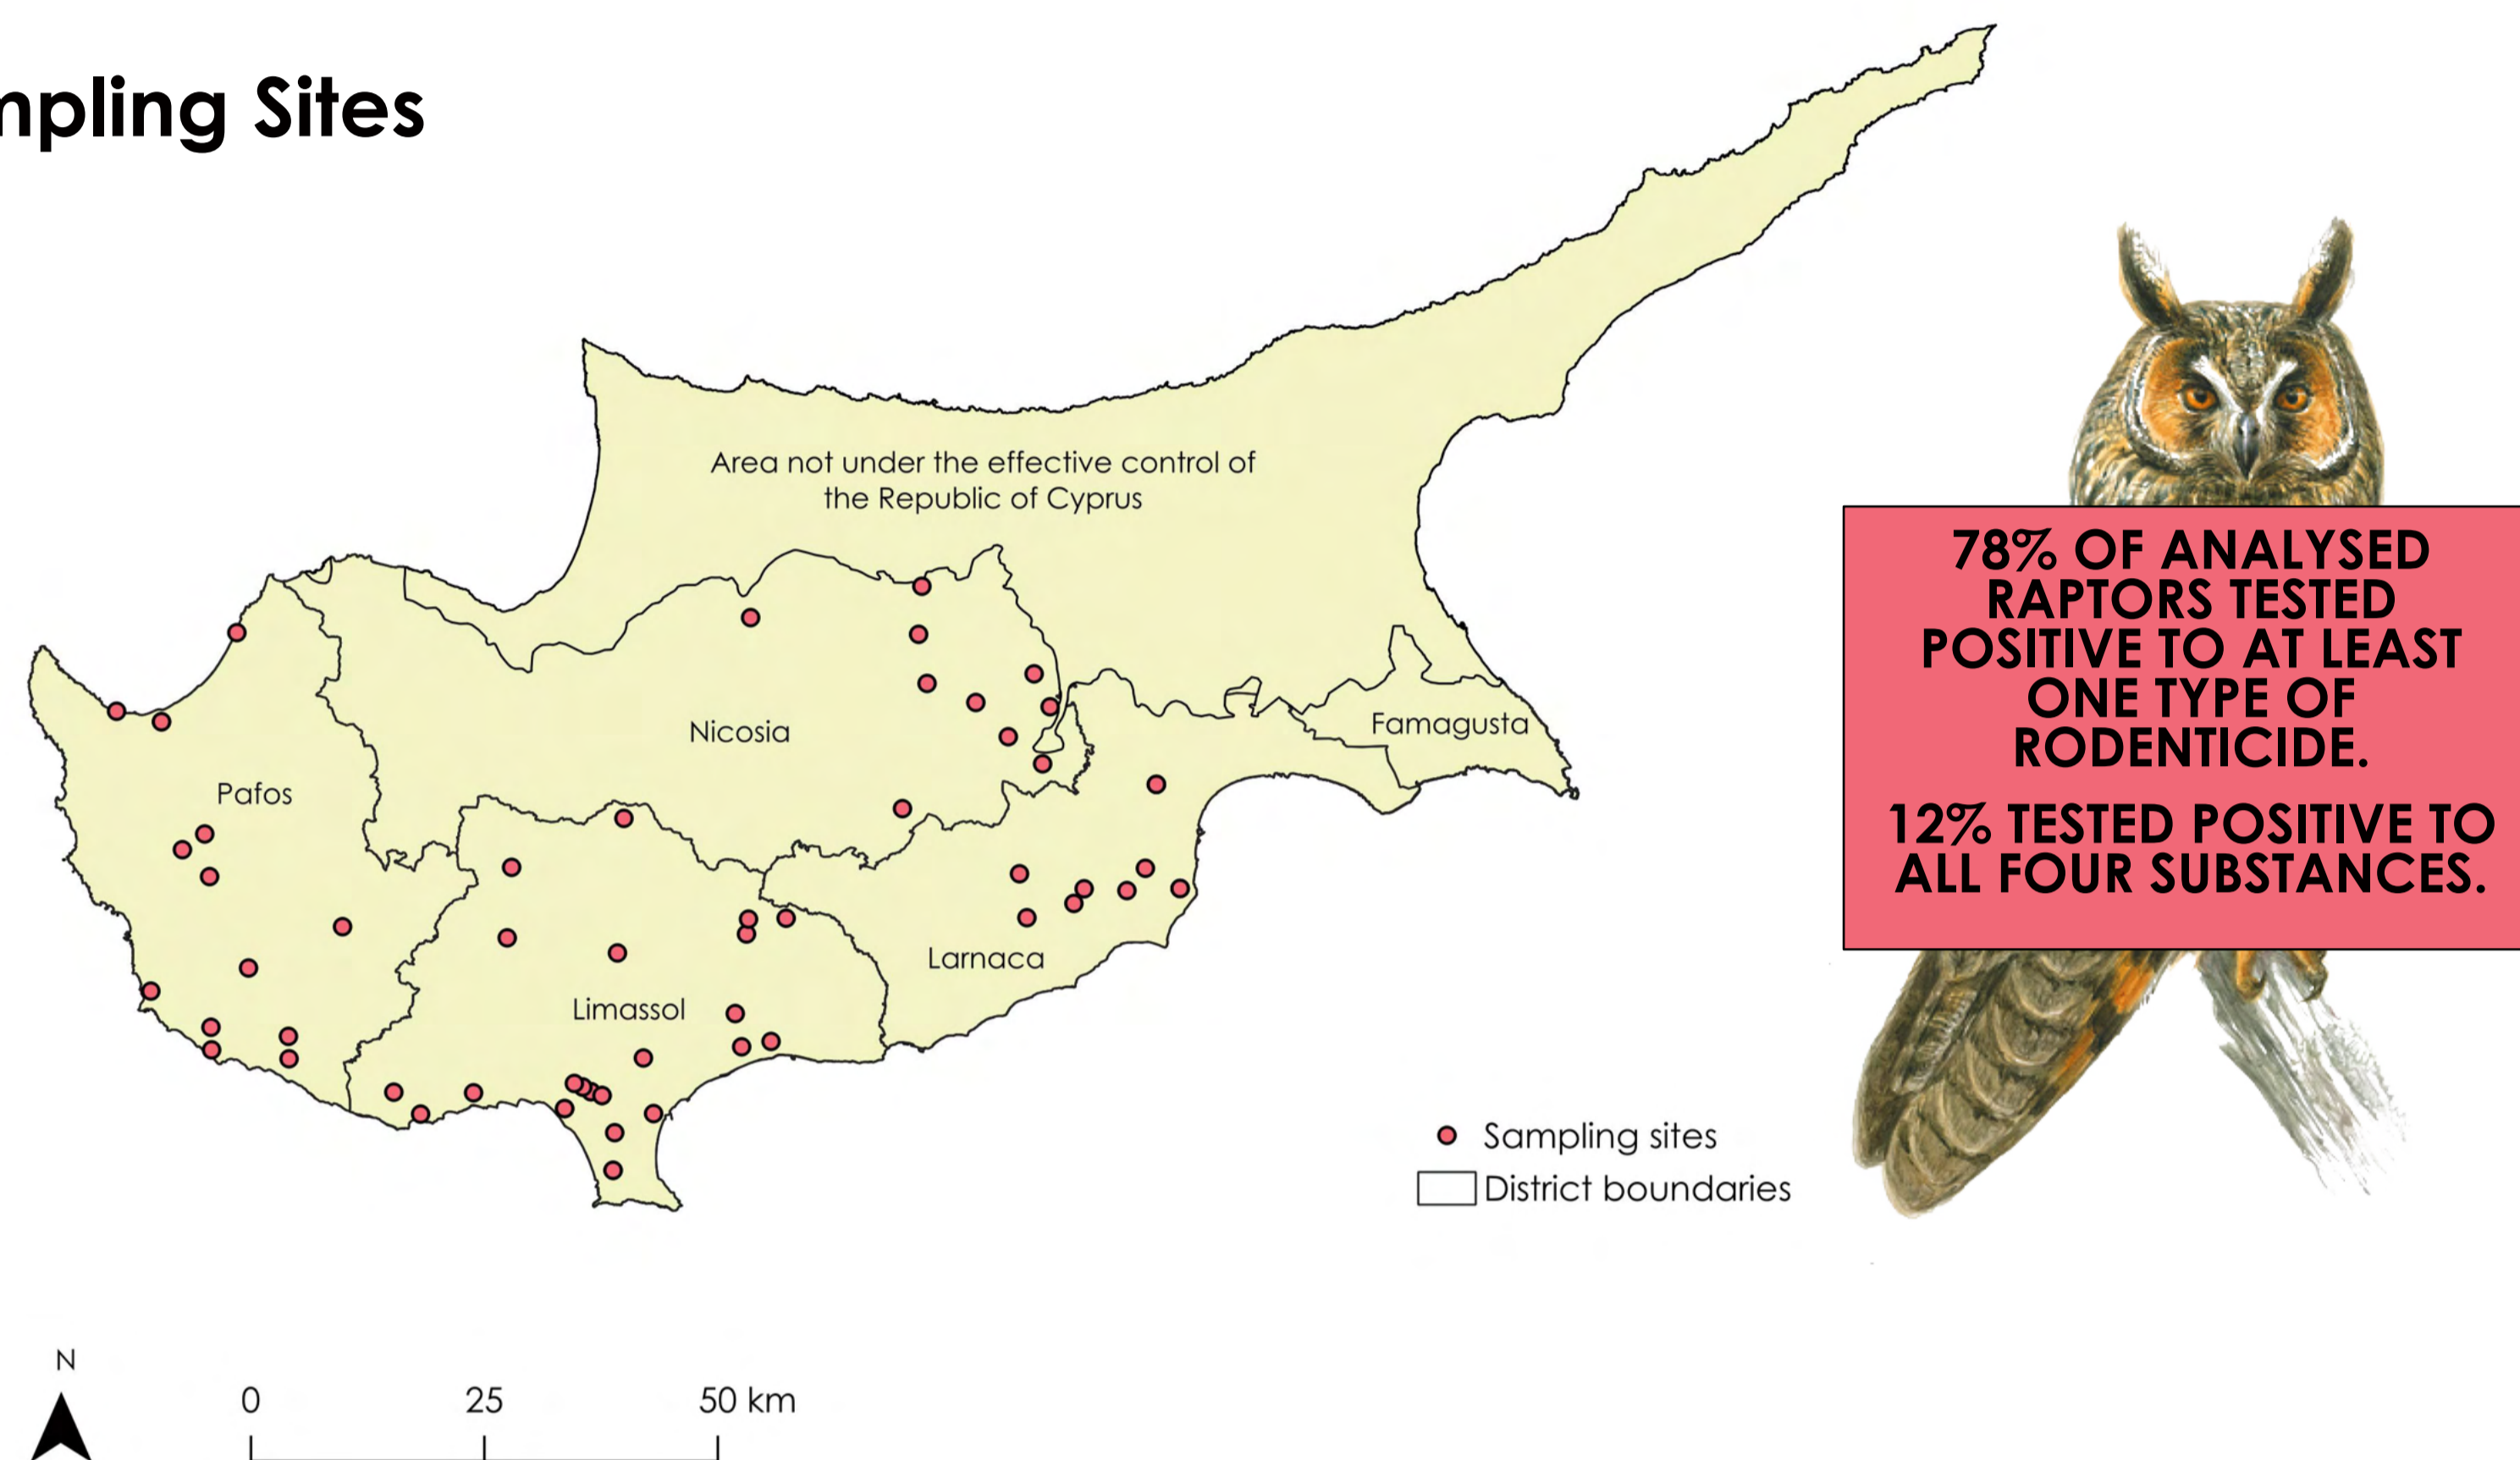 mpling Sites
Area not under the effective control of
the Republic of Cyprus
Nicosia
Famagusta
Pafos
Larnaca
Limassol
78% OF ANALYSED
RAPTORS TESTED
POSITIVE TO AT LEAST
ONE TYPE OF
RODENTICIDE.
12% TESTED POSITIVE TO
ALL FOUR SUBSTANCES.
Sampling sites
District boundaries
N
0 25 50 km